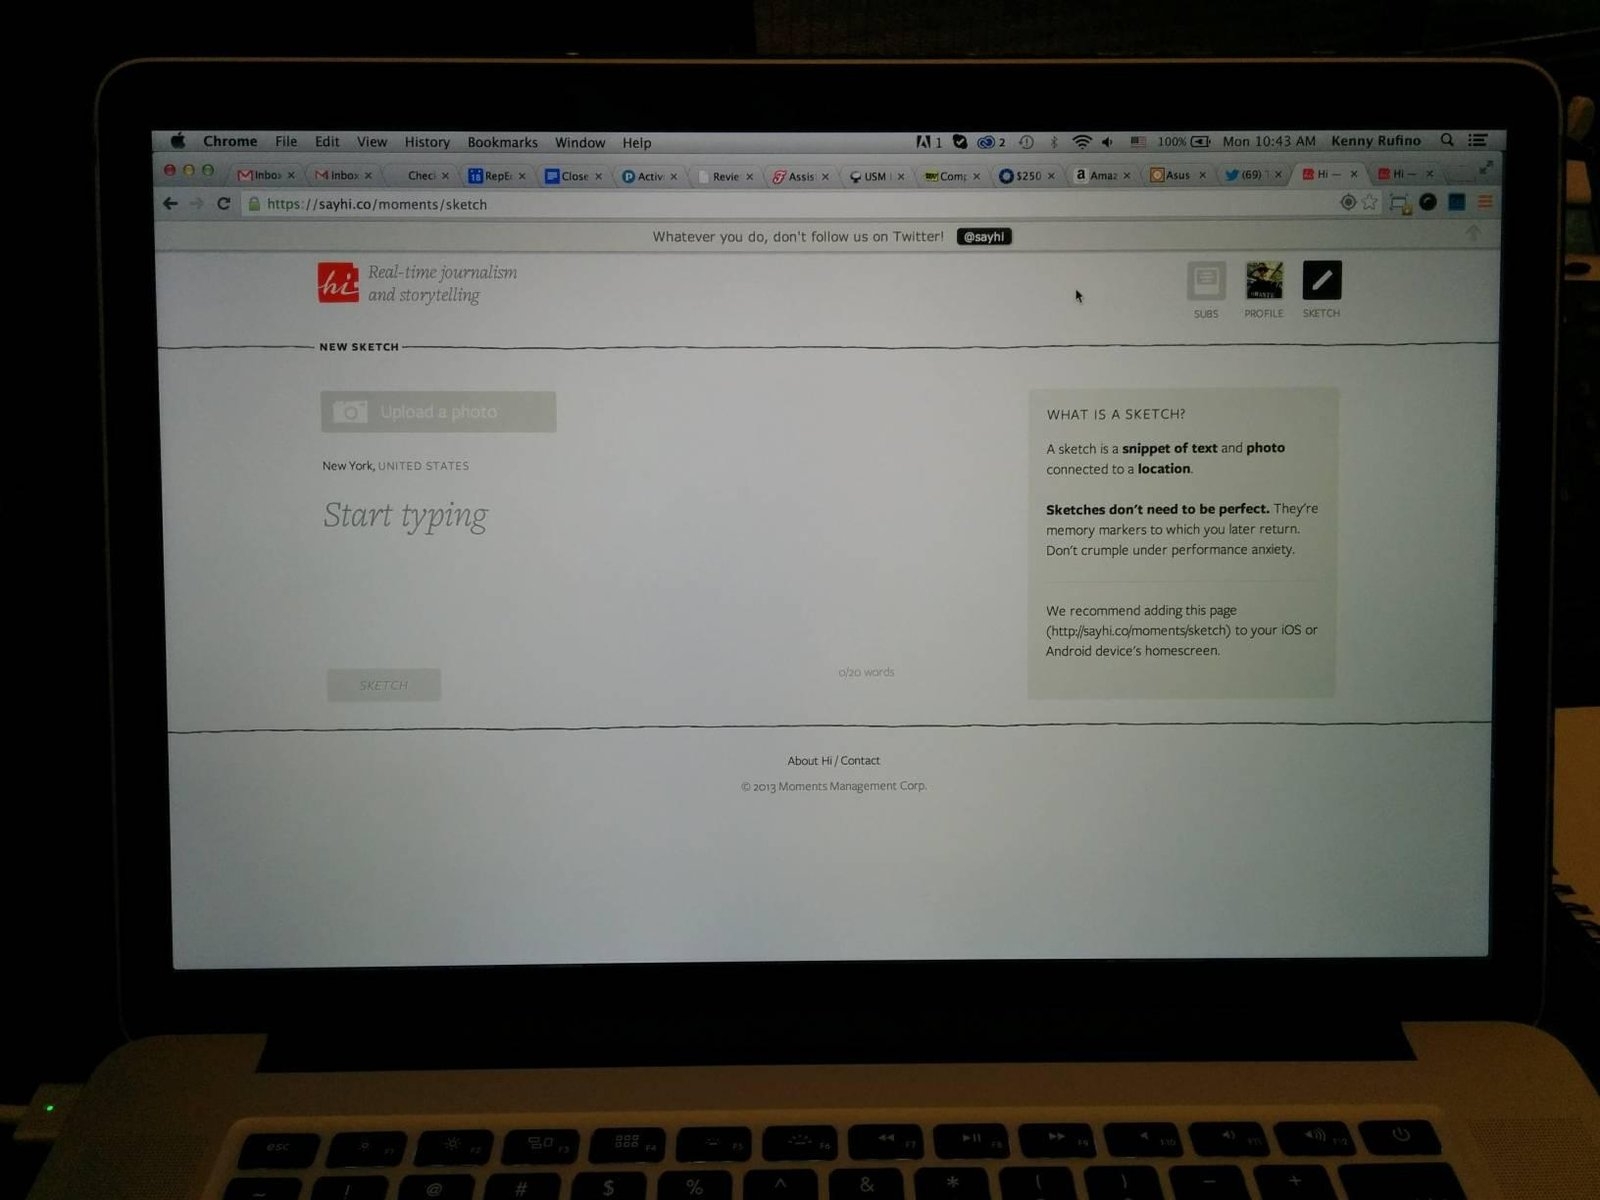 Chrome File Edit View History Bookmarks Window Help 1 2 100% Mon 10:43 AM Kenny Rufino
Inbox Inbox Checi RepE Close Activ Revie Assis USM Comp $250 Amaz Asus (69) Hi — Hi —
https://sayhi.co/moments/sketch
Whatever you do, don't follow us on Twitter! @sayhi
hi Real-time journalism
and storytelling
SUBS PROFILE SKETCH
NEW SKETCH
Upload a photo
New York, UNITED STATES
Start typing
SKETCH
0/20 words
WHAT IS A SKETCH?
A sketch is a snippet of text and photo
connected to a location.
Sketches don't need to be perfect. They're
memory markers to which you later return.
Don't crumple under performance anxiety.
We recommend adding this page
(http://sayhi.co/moments/sketch) to your iOS or
Android device's homescreen.
About Hi / Contact
© 2013 Moments Management Corp.
esc F1 F2 F3 F4 F5 F6 F7 F8 F9 F10 F11 F12
~ ! @ # $ % ^ & * ( ) – +